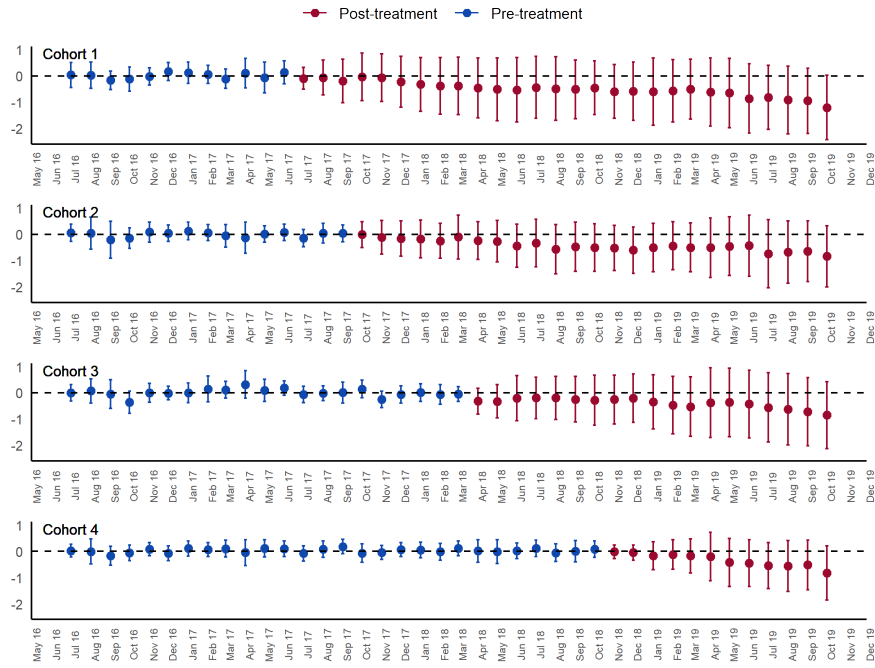 Post-treatment Pre-treatment
Cohort 1
1
0
-1
-2
May 16 Jun 16 Jul 16 Aug 16 Sep 16 Oct 16 Nov 16 Dec 16 Jan 17 Feb 17 Mar 17 Apr 17 May 17 Jun 17 Jul 17 Aug 17 Sep 17 Oct 17 Nov 17 Dec 17 Jan 18 Feb 18 Mar 18 Apr 18 May 18 Jun 18 Jul 18 Aug 18 Sep 18 Oct 18 Nov 18 Dec 18 Jan 19 Feb 19 Mar 19 Apr 19 May 19 Jun 19 Jul 19 Aug 19 Sep 19 Oct 19 Nov 19 Dec 19
Cohort 2
1
0
-1
-2
May 16 Jun 16 Jul 16 Aug 16 Sep 16 Oct 16 Nov 16 Dec 16 Jan 17 Feb 17 Mar 17 Apr 17 May 17 Jun 17 Jul 17 Aug 17 Sep 17 Oct 17 Nov 17 Dec 17 Jan 18 Feb 18 Mar 18 Apr 18 May 18 Jun 18 Jul 18 Aug 18 Sep 18 Oct 18 Nov 18 Dec 18 Jan 19 Feb 19 Mar 19 Apr 19 May 19 Jun 19 Jul 19 Aug 19 Sep 19 Oct 19 Nov 19 Dec 19
Cohort 3
1
0
-1
-2
May 16 Jun 16 Jul 16 Aug 16 Sep 16 Oct 16 Nov 16 Dec 16 Jan 17 Feb 17 Mar 17 Apr 17 May 17 Jun 17 Jul 17 Aug 17 Sep 17 Oct 17 Nov 17 Dec 17 Jan 18 Feb 18 Mar 18 Apr 18 May 18 Jun 18 Jul 18 Aug 18 Sep 18 Oct 18 Nov 18 Dec 18 Jan 19 Feb 19 Mar 19 Apr 19 May 19 Jun 19 Jul 19 Aug 19 Sep 19 Oct 19 Nov 19 Dec 19
Cohort 4
1
0
-1
-2
May 16 Jun 16 Jul 16 Aug 16 Sep 16 Oct 16 Nov 16 Dec 16 Jan 17 Feb 17 Mar 17 Apr 17 May 17 Jun 17 Jul 17 Aug 17 Sep 17 Oct 17 Nov 17 Dec 17 Jan 18 Feb 18 Mar 18 Apr 18 May 18 Jun 18 Jul 18 Aug 18 Sep 18 Oct 18 Nov 18 Dec 18 Jan 19 Feb 19 Mar 19 Apr 19 May 19 Jun 19 Jul 19 Aug 19 Sep 19 Oct 19 Nov 19 Dec 19